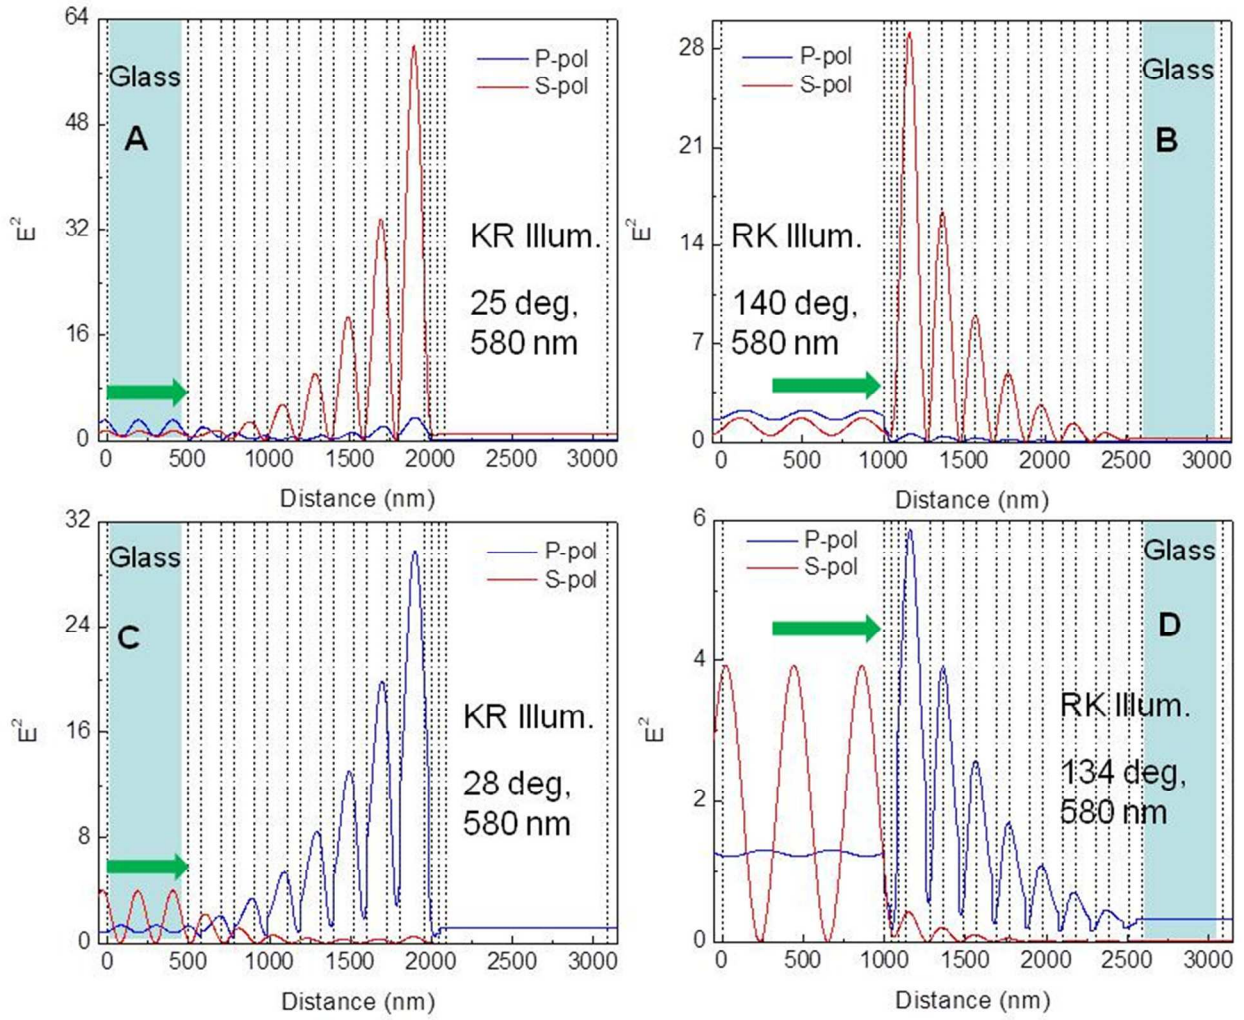 64
48
32
16
0
E²
Glass
A
P-pol
S-pol
KR Illum.
25 deg,
580 nm
0 500 1000 1500 2000 2500 3000
Distance (nm)
28
21
14
7
0
E²
P-pol
S-pol
Glass
B
RK Illum.
140 deg,
580 nm
0 500 1000 1500 2000 2500 3000
Distance (nm)
32
24
16
8
0
E²
Glass
C
P-pol
S-pol
KR Illum.
28 deg,
580 nm
0 500 1000 1500 2000 2500 3000
Distance (nm)
6
4
2
0
E²
P-pol
S-pol
Glass
D
RK Illum.
134 deg,
580 nm
0 500 1000 1500 2000 2500 3000
Distance (nm)